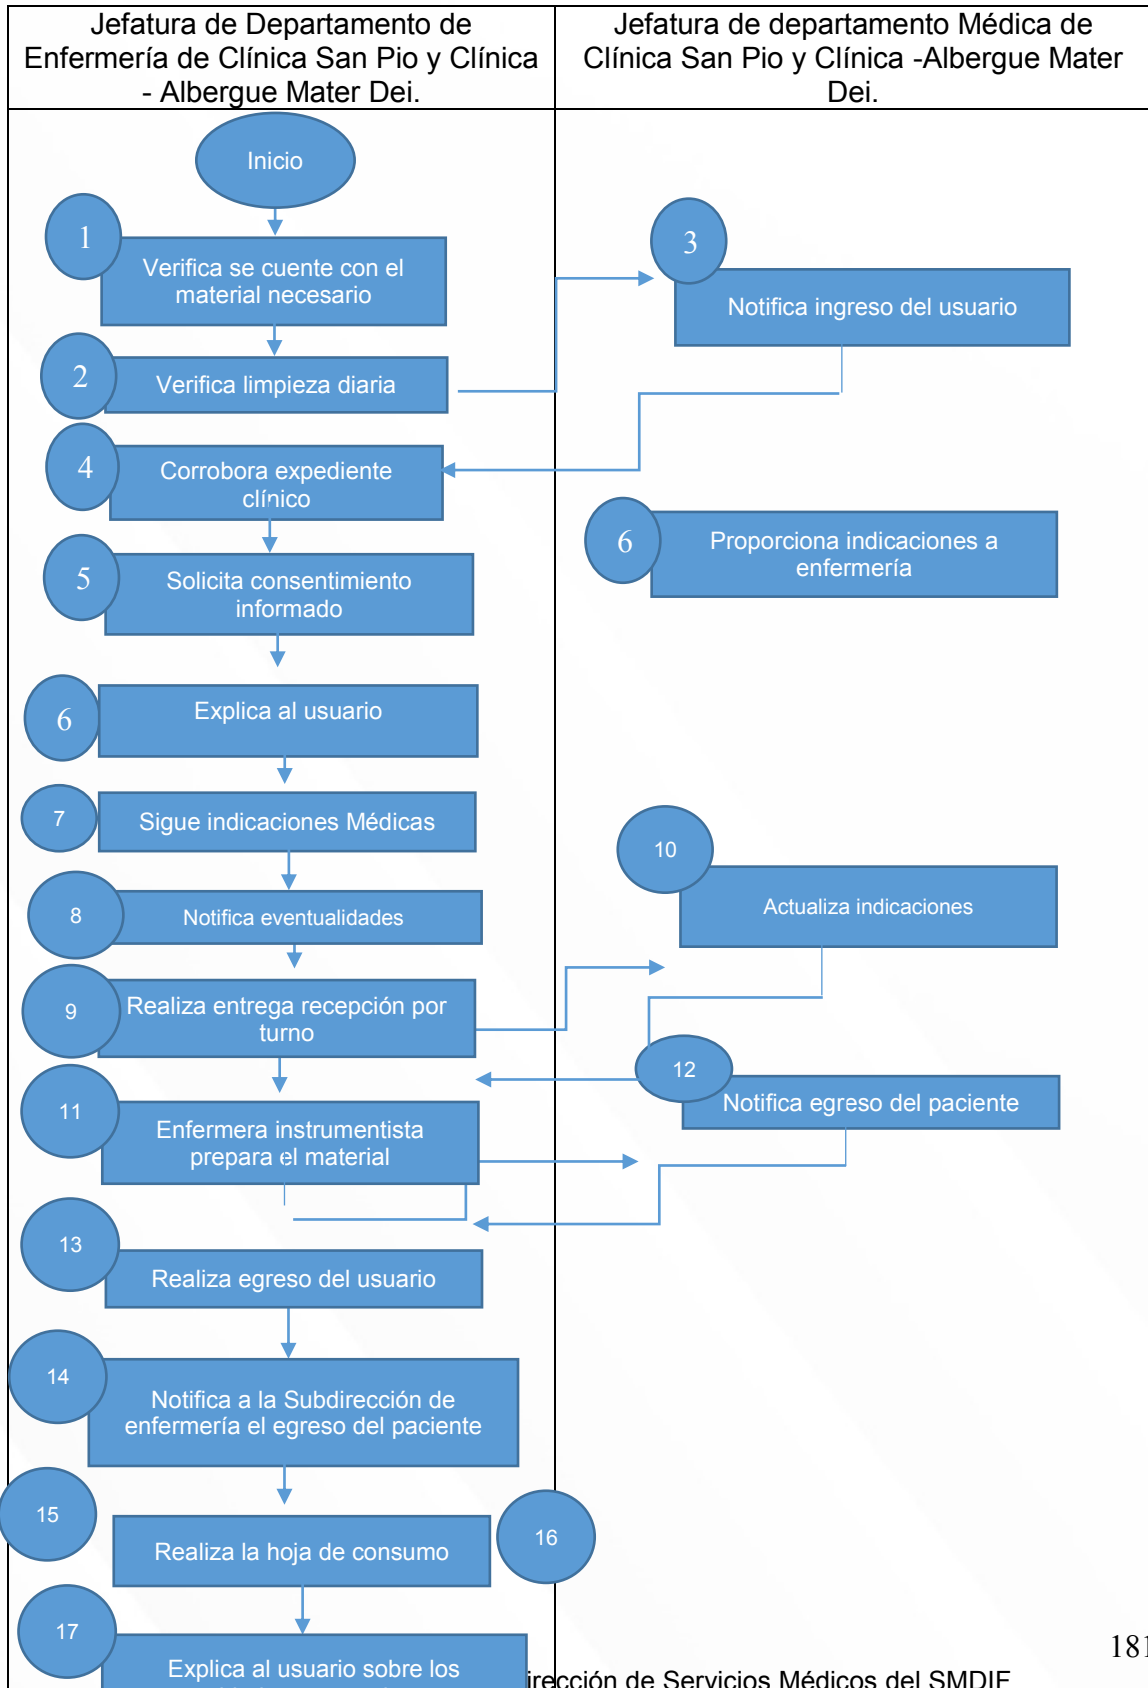 Jefatura de Departamento de
Enfermería de Clínica San Pio y Clínica
- Albergue Mater Dei.
Jefatura de departamento Médica de
Clínica San Pio y Clínica -Albergue Mater
Dei.
Inicio
1
Verifica se cuente con el
material necesario
3
Notifica ingreso del usuario
2
Verifica limpieza diaria
4
Corrobora expediente
clínico
6
Proporciona indicaciones a
enfermería
5
Solicita consentimiento
informado
6
Explica al usuario
7
Sigue indicaciones Médicas
10
Actualiza indicaciones
8
Notifica eventualidades
9
Realiza entrega recepción por
turno
12
Notifica egreso del paciente
11
Enfermera instrumentista
prepara el material
13
Realiza egreso del usuario
14
Notifica a la Subdirección de
enfermería el egreso del paciente
15
Realiza la hoja de consumo
16
17
Explica al usuario sobre los
181
irección de Servicios Médicos del SMDIF